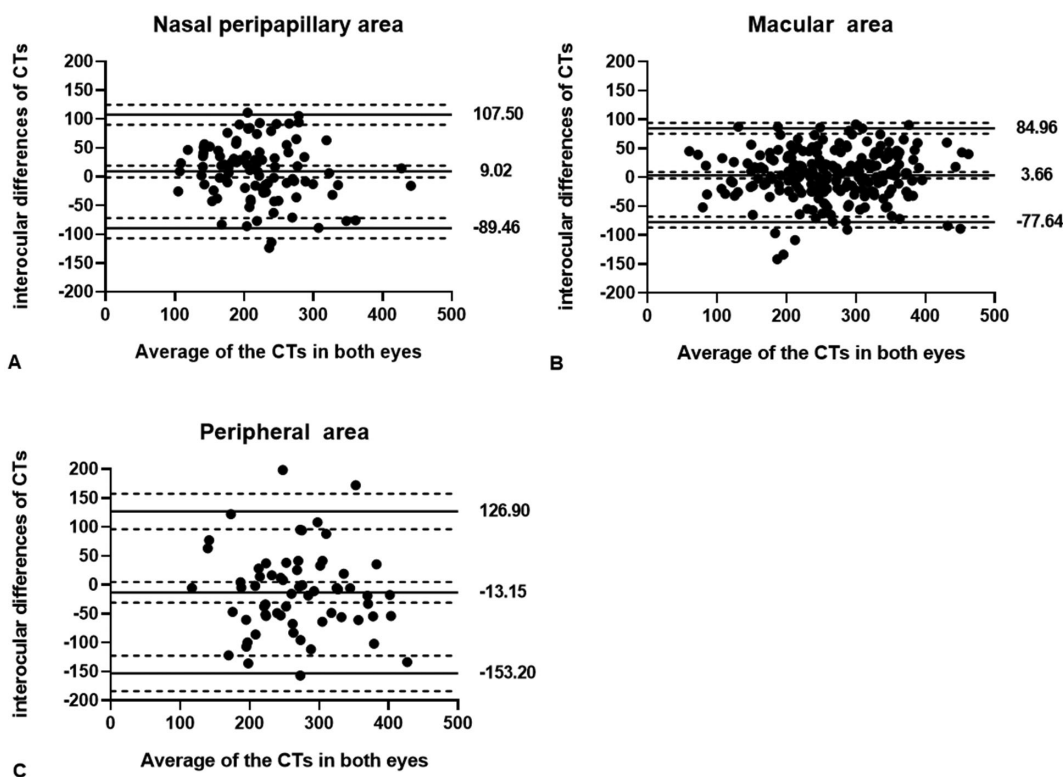 Nasal peripapillary area
interocular differences of CTs
200
150
100
50
0
-50
-100
-150
-200
107.50
9.02
-89.46
0 100 200 300 400 500
Average of the CTs in both eyes
A
Macular area
interocular differences of CTs
200
150
100
50
0
-50
-100
-150
-200
84.96
3.66
-77.64
0 100 200 300 400 500
Average of the CTs in both eyes
B
Peripheral area
interocular differences of CTs
200
150
100
50
0
-50
-100
-150
-200
126.90
-13.15
-153.20
0 100 200 300 400 500
Average of the CTs in both eyes
C